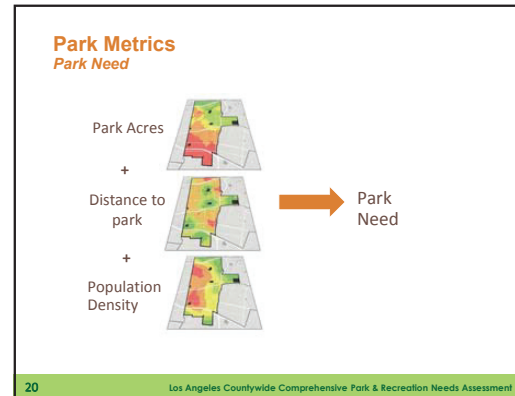 Park Metrics
Park Need
Park Acres
+
Distance to
park
+
Population
Density
Park
Need
20
Los Angeles Countywide Comprehensive Park & Recreation Needs Assessment